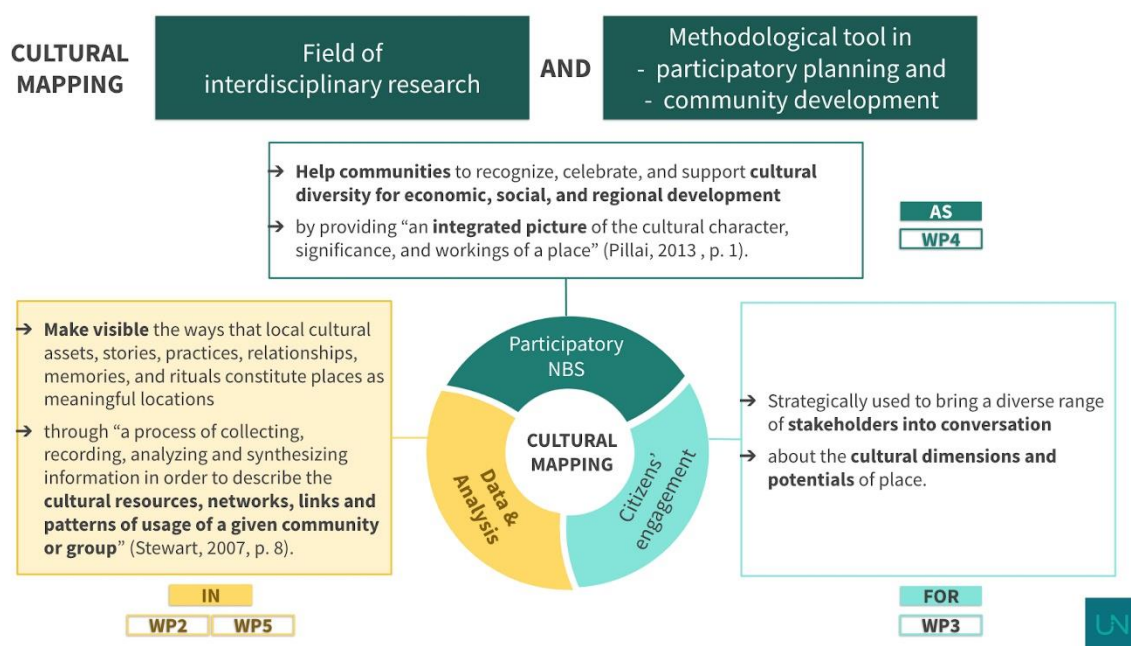 CULTURAL
MAPPING
Field of
interdisciplinary research
AND
Methodological tool in
- participatory planning and
- community development
➔ Help communities to recognize, celebrate, and support cultural
diversity for economic, social, and regional development
➔ by providing “an integrated picture of the cultural character,
significance, and workings of a place” (Pillai, 2013 , p. 1).
AS
WP4
➔ Make visible the ways that local cultural
assets, stories, practices, relationships,
memories, and rituals constitute places as
meaningful locations
➔ through “a process of collecting,
recording, analyzing and synthesizing
information in order to describe the
cultural resources, networks, links and
patterns of usage of a given community
or group” (Stewart, 2007, p. 8).
IN
WP2
WP5
Participatory
NBS
CULTURAL
MAPPING
Data &
Analysis
Citizens’
engagement
➔ Strategically used to bring a diverse range
of stakeholders into conversation
➔ about the cultural dimensions and
potentials of place.
FOR
WP3
UN